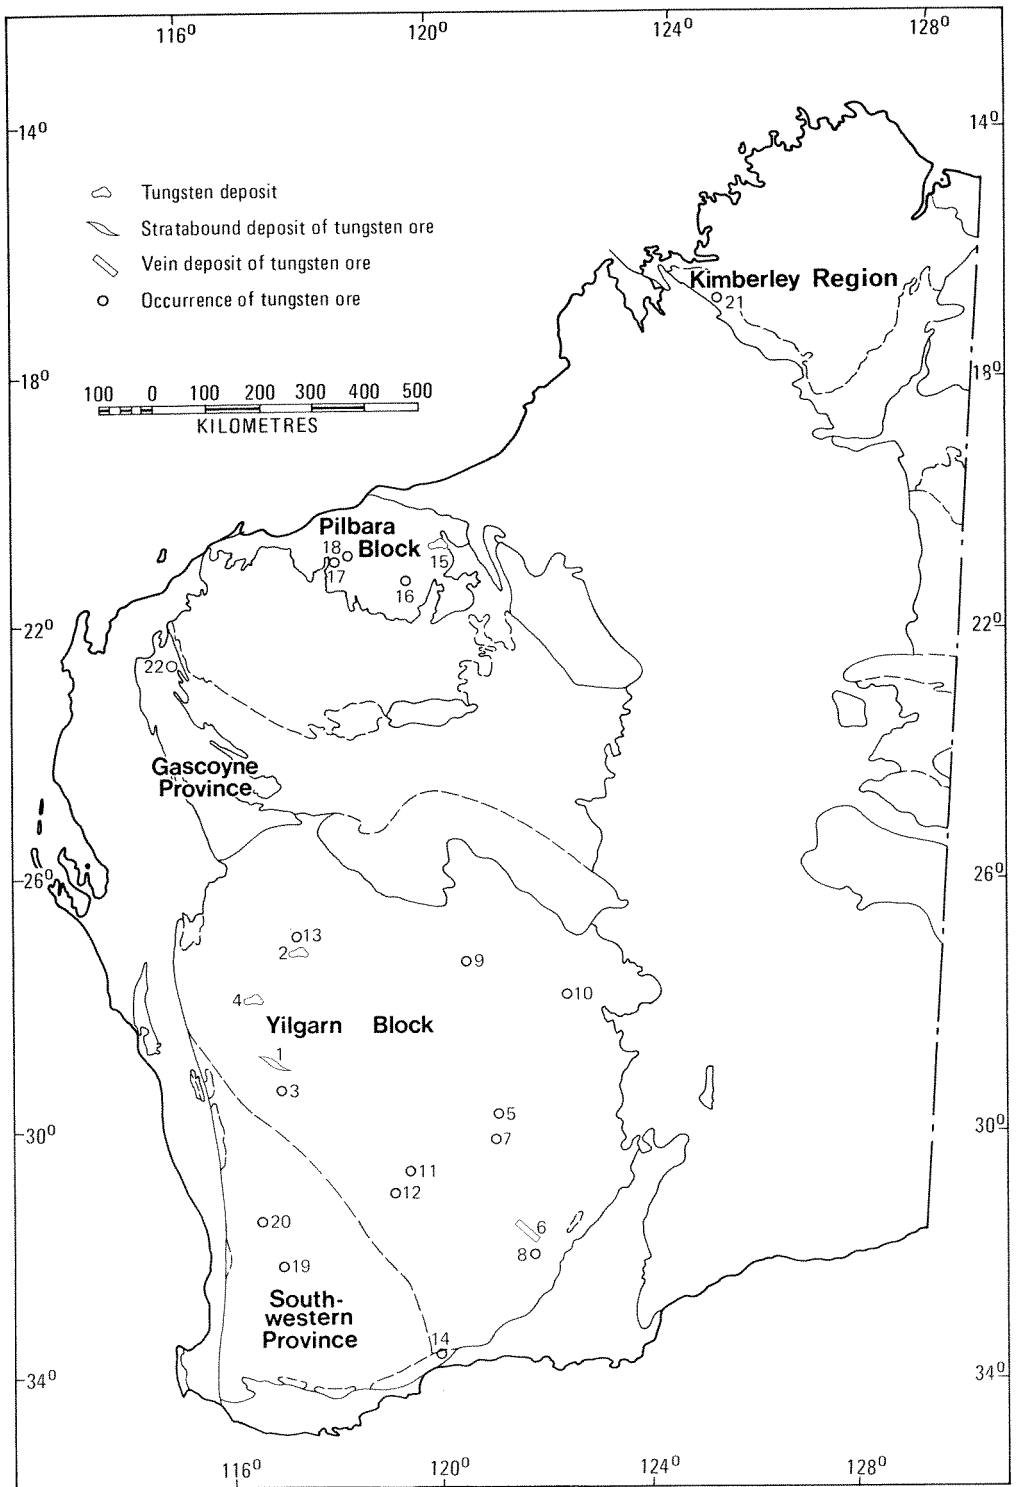 116⁰ 120⁰ 124⁰ 128⁰
14⁰ 14⁰
Tungsten deposit
Stratabound deposit of tungsten ore
Vein deposit of tungsten ore
Occurrence of tungsten ore
Kimberley Region
21
18⁰ 18⁰
100 0 100 200 300 400 500
KILOMETRES
Pilbara
Block
18
17
15
16
22⁰ 22⁰
22
Gascoyne
Province
26⁰ 26⁰
13
2
9
10
4
Yilgarn Block
1
3
5
30⁰ 30⁰
7
11
12
20
6
8
19
South-
western
Province
14
34⁰ 34⁰
116⁰ 120⁰ 124⁰ 128⁰